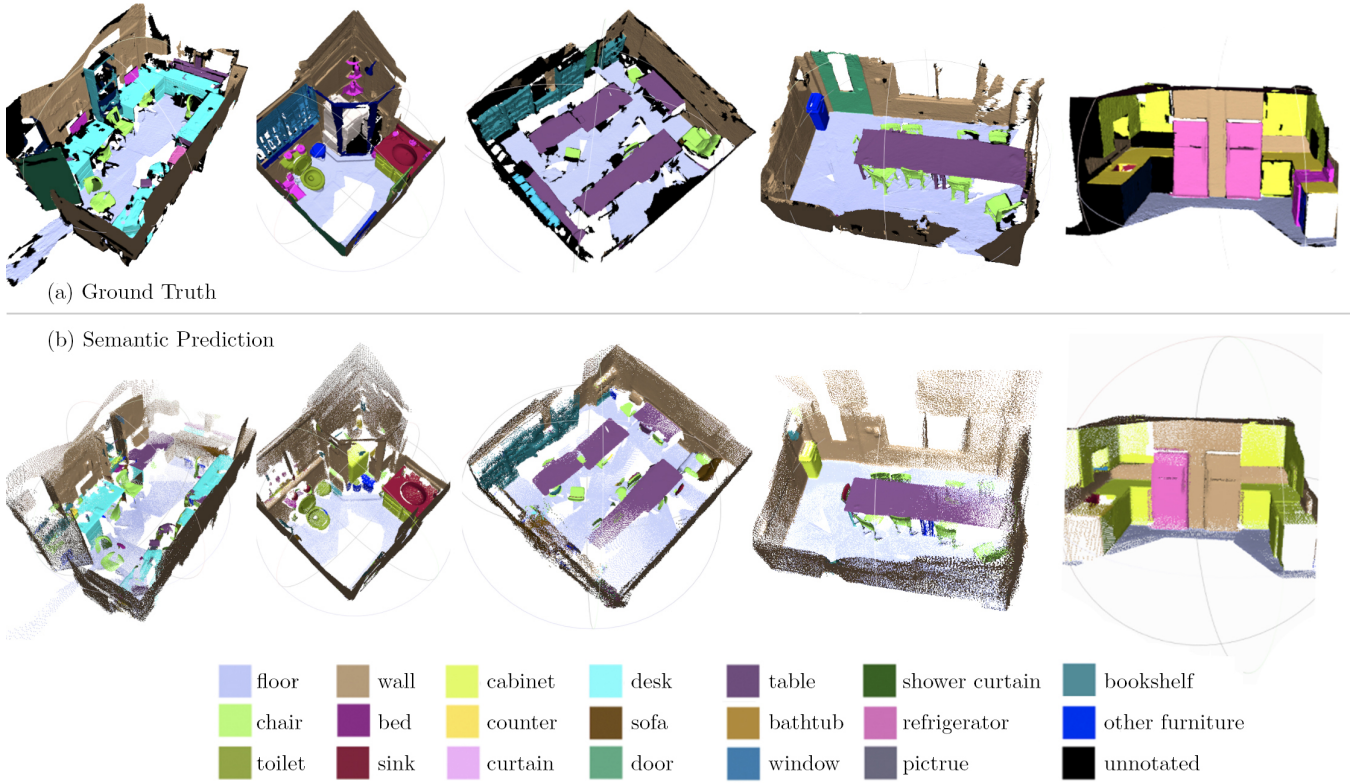 (a) Ground Truth
(b) Semantic Prediction
floor wall cabinet desk table shower curtain bookshelf
chair bed counter sofa bathtub refrigerator other furniture
toilet sink curtain door window pictrue unnotated